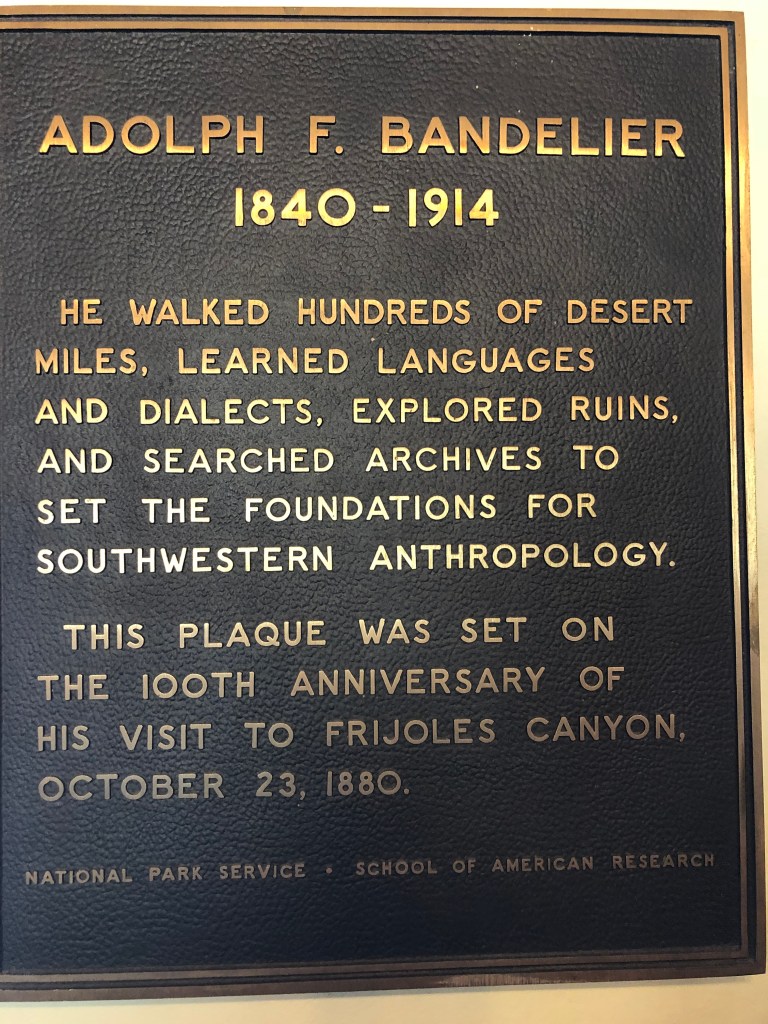 ADOLPH F. BANDELIER
1840 - 1914
HE WALKED HUNDREDS OF DESERT
MILES, LEARNED LANGUAGES
AND DIALECTS, EXPLORED RUINS,
AND SEARCHED ARCHIVES TO
SET THE FOUNDATIONS FOR
SOUTHWESTERN ANTHROPOLOGY.
THIS PLAQUE WAS SET ON
THE 100TH ANNIVERSARY OF
HIS VISIT TO FRIJOLES CANYON,
OCTOBER 23, 1880.
NATIONAL PARK SERVICE • SCHOOL OF AMERICAN RESEARCH